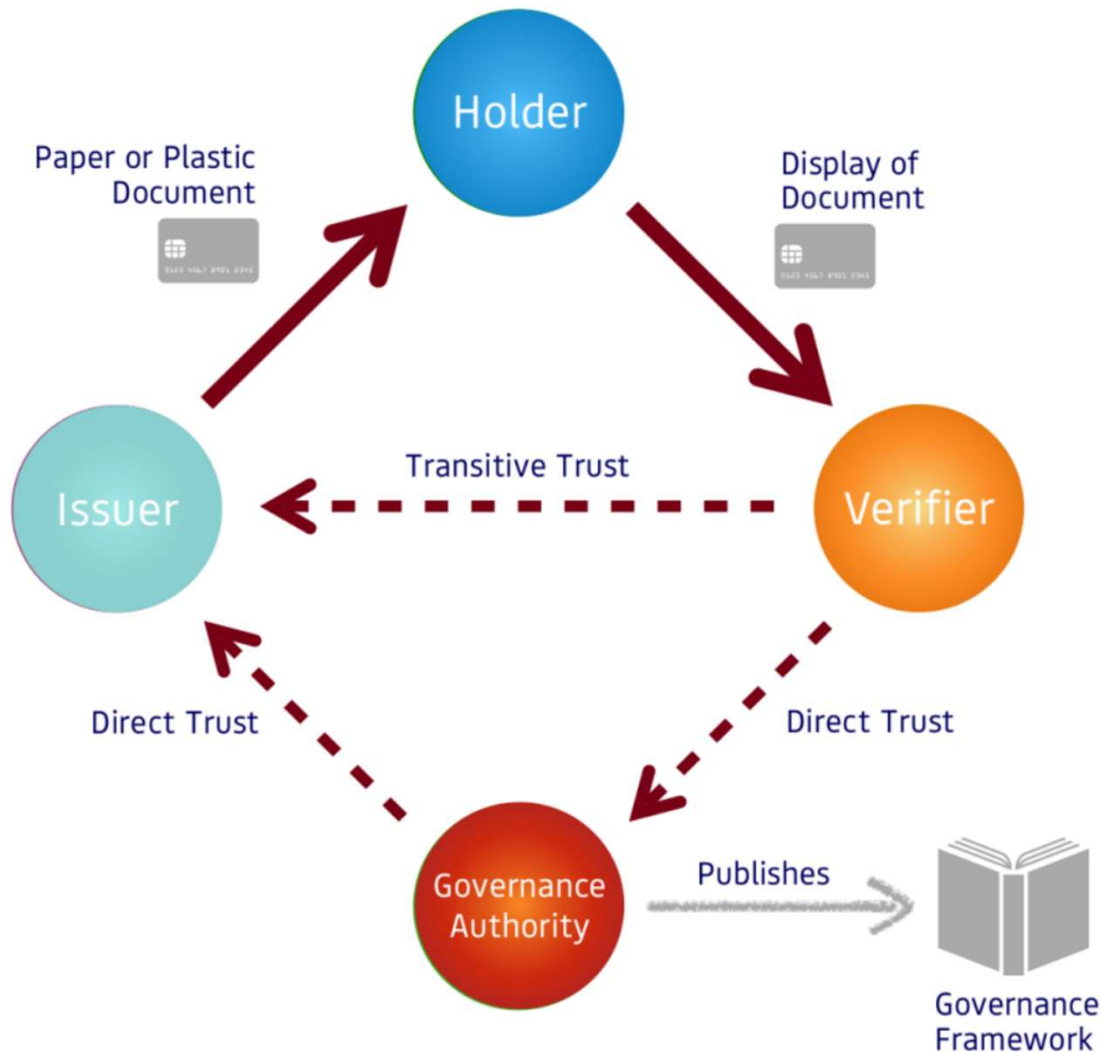 Holder
Paper or Plastic
Document
Display of
Document
Transitive Trust
Issuer
Verifier
Direct Trust
Direct Trust
Governance
Authority
Publishes
Governance
Framework